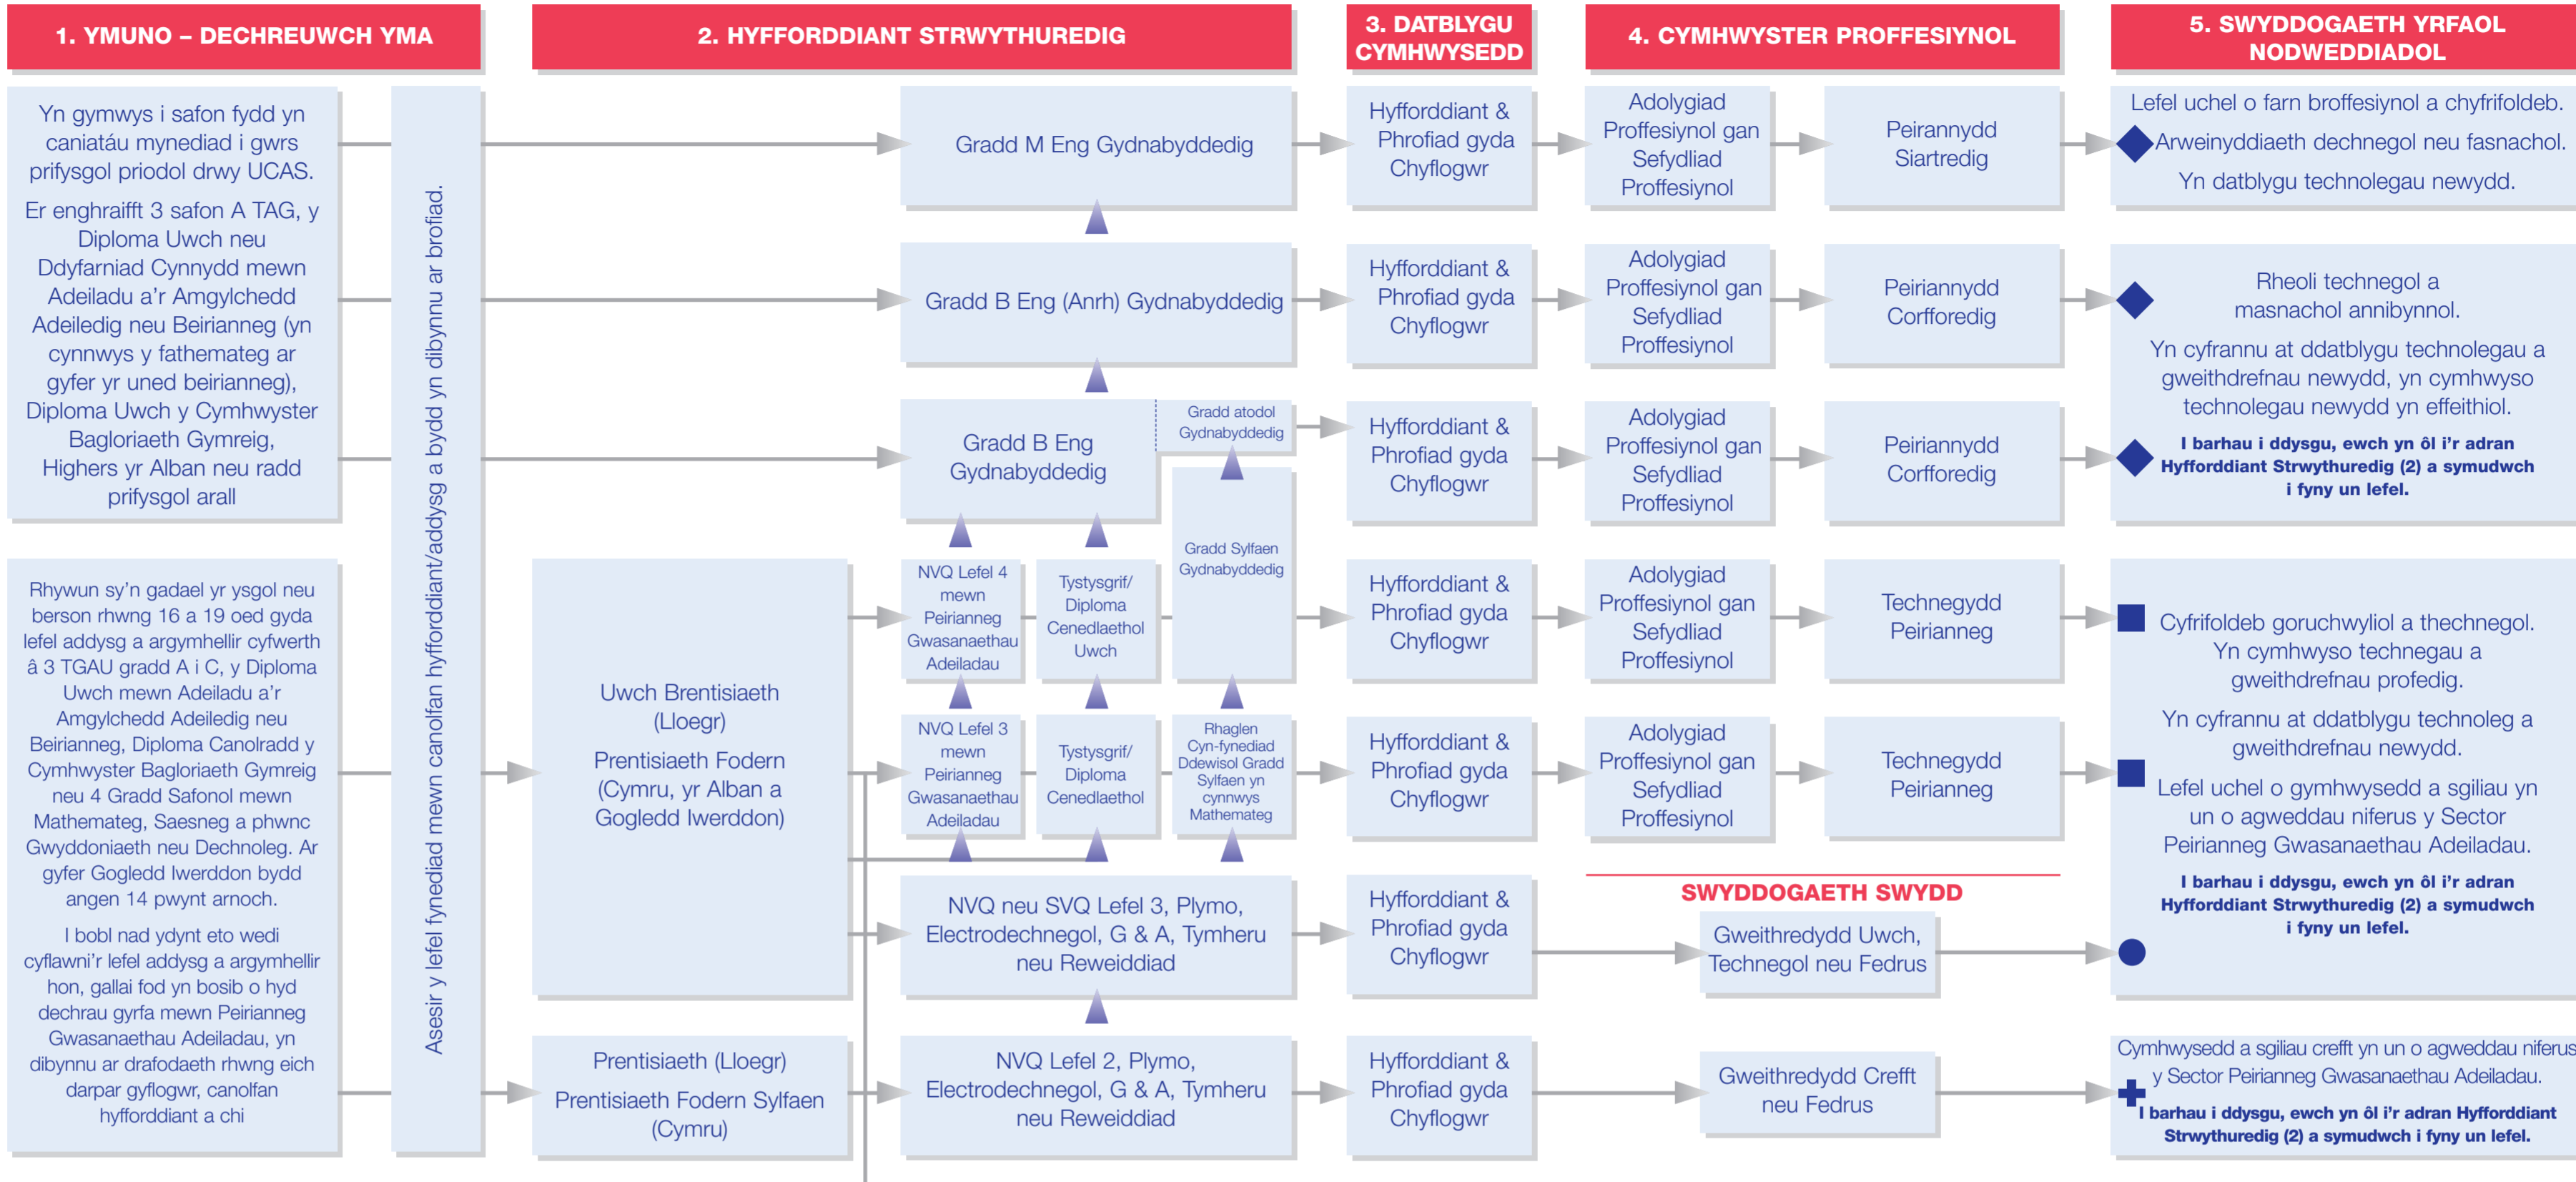 1. YMUNO – DECHREUWCH YMA
2. HYFFORDDIANT STRWYTHUREDIG
3. DATBLYGU
CYMHWYSEDD
4. CYMHWYSTER PROFFESIYNOL
5. SWYDDOGAETH YRFAOL
NODWEDDIADOL
Yn gymwys i safon fydd yn
caniatáu mynediad i gwrs
prifysgol priodol drwy UCAS.
Er enghraifft 3 safon A TAG, y
Diploma Uwch neu
Ddyfarniad Cynnydd mewn
Adeiladu a'r Amgylchedd
Adeiledig neu Beirianneg (yn
cynnwys y fathemateg ar
gyfer yr uned beirianneg),
Diploma Uwch y Cymhwyster
Bagloriaeth Gymreig,
Highers yr Alban neu radd
prifysgol arall
Rhywun sy'n gadael yr ysgol neu
berson rhwng 16 a 19 oed gyda
lefel addysg a argymhellir cyfwerth
â 3 TGAU gradd A i C, y Diploma
Uwch mewn Adeiladu a'r
Amgylchedd Adeiledig neu
Beirianneg, Diploma Canolradd y
Cymhwyster Bagloriaeth Gymreig
neu 4 Gradd Safonol mewn
Mathemateg, Saesneg a phwnc
Gwyddoniaeth neu Dechnoleg. Ar
gyfer Gogledd Iwerddon bydd
angen 14 pwynt arnoch.
I bobl nad ydynt eto wedi
cyflawni'r lefel addysg a argymhellir
hon, gallai fod yn bosib o hyd
dechrau gyrfa mewn Peirianneg
Gwasanaethau Adeiladau, yn
dibynnu ar drafodaeth rhwng eich
darpar gyflogwr, canolfan
hyfforddiant a chi
Asesir y lefel fynediad mewn canolfan hyfforddiant/addysg a bydd yn dibynnu ar brofiad.
Uwch Brentisiaeth
(Lloegr)
Prentisiaeth Fodern
(Cymru, yr Alban a
Gogledd Iwerddon)
Prentisiaeth (Lloegr)
Prentisiaeth Fodern Sylfaen
(Cymru)
Gradd M Eng Gydnabyddedig
Hyfforddiant &
Phrofiad gyda
Chyflogwr
Adolygiad
Proffesiynol gan
Sefydliad
Proffesiynol
Peirannydd
Siartredig
Lefel uchel o farn broffesiynol a chyfrifoldeb.
Arweinyddiaeth dechnegol neu fasnachol.
Yn datblygu technolegau newydd.
Gradd B Eng (Anrh) Gydnabyddedig
Hyfforddiant &
Phrofiad gyda
Chyflogwr
Adolygiad
Proffesiynol gan
Sefydliad
Proffesiynol
Peiriannydd
Corfforedig
Rheoli technegol a
masnachol annibynnol.
Yn cyfrannu at ddatblygu technolegau a
gweithdrefnau newydd, yn cymhwyso
technolegau newydd yn effeithiol.
I barhau i ddysgu, ewch yn ôl i'r adran
Hyfforddiant Strwythuredig (2) a symudwch
i fyny un lefel.
Gradd B Eng
Gydnabyddedig
Gradd atodol
Gydnabyddedig
Hyfforddiant &
Phrofiad gyda
Chyflogwr
Adolygiad
Proffesiynol gan
Sefydliad
Proffesiynol
Peiriannydd
Corfforedig
NVQ Lefel 4
mewn
Peirianneg
Gwasanaethau
Adeiladau
Tystysgrif/
Diploma
Cenedlaethol
Uwch
Gradd Sylfaen
Gydnabyddedig
Hyfforddiant &
Phrofiad gyda
Chyflogwr
Adolygiad
Proffesiynol gan
Sefydliad
Proffesiynol
Technegydd
Peirianneg
Cyfrifoldeb goruchwyliol a thechnegol.
Yn cymhwyso technegau a
gweithdrefnau profedig.
Yn cyfrannu at ddatblygu technoleg a
gweithdrefnau newydd.
Lefel uchel o gymhwysedd a sgiliau yn
un o agweddau niferus y Sector
Peirianneg Gwasanaethau Adeiladau.
I barhau i ddysgu, ewch yn ôl i'r adran
Hyfforddiant Strwythuredig (2) a symudwch
i fyny un lefel.
NVQ Lefel 3
mewn
Peirianneg
Gwasanaethau
Adeiladau
Tystysgrif/
Diploma
Cenedlaethol
Rhaglen
Cyn-fynediad
Ddewisol Gradd
Sylfaen yn
cynnwys
Mathemateg
Hyfforddiant &
Phrofiad gyda
Chyflogwr
Adolygiad
Proffesiynol gan
Sefydliad
Proffesiynol
Technegydd
Peirianneg
NVQ neu SVQ Lefel 3, Plymo,
Electrodechnegol, G & A, Tymheru
neu Reweiddiad
Hyfforddiant &
Phrofiad gyda
Chyflogwr
SWYDDOGAETH SWYDD
Gweithredydd Uwch,
Technegol neu Fedrus
NVQ Lefel 2, Plymo,
Electrodechnegol, G & A, Tymheru
neu Reweiddiad
Hyfforddiant &
Phrofiad gyda
Chyflogwr
Gweithredydd Crefft
neu Fedrus
Cymhwysedd a sgiliau crefft yn un o agweddau niferus
y Sector Peirianneg Gwasanaethau Adeiladau.
I barhau i ddysgu, ewch yn ôl i'r adran Hyfforddiant
Strwythuredig (2) a symudwch i fyny un lefel.